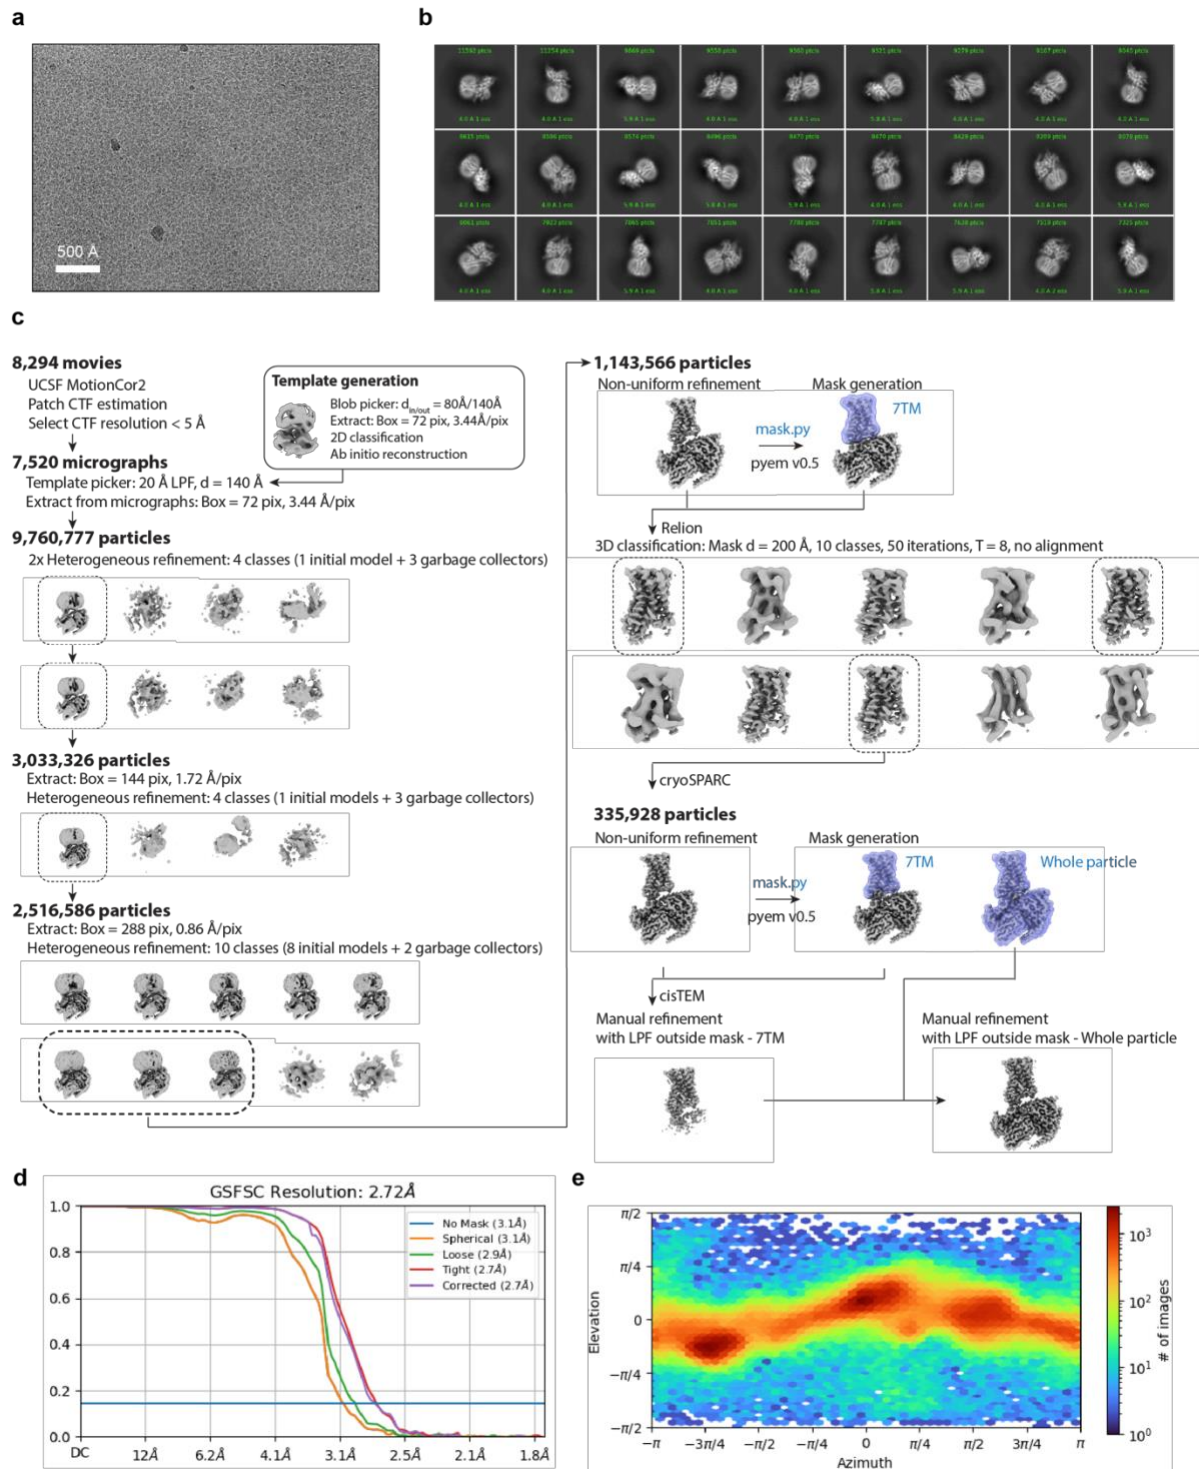 a
500 Å
b
c
8,294 movies
UCSF MotionCor2
Patch CTF estimation
Select CTF resolution < 5 Å
Template generation
Blob picker: d in/out = 80Å/140Å
Extract: Box = 72 pix, 3.44Å/pix
2D classification
Ab initio reconstruction
7,520 micrographs
Template picker: 20 Å LPF, d = 140 Å
Extract from micrographs: Box = 72 pix, 3.44 Å/pix
9,760,777 particles
2x Heterogeneous refinement: 4 classes (1 initial model + 3 garbage collectors)
3,033,326 particles
Extract: Box = 144 pix, 1.72 Å/pix
Heterogeneous refinement: 4 classes (1 initial models + 3 garbage collectors)
2,516,586 particles
Extract: Box = 288 pix, 0.86 Å/pix
Heterogeneous refinement: 10 classes (8 initial models + 2 garbage collectors)
1,143,566 particles
Non-uniform refinement
Mask generation
7TM
mask.py
pyem v0.5
Relion
3D classification: Mask d = 200 Å, 10 classes, 50 iterations, T = 8, no alignment
cryoSPARC
335,928 particles
Non-uniform refinement
Mask generation
7TM
Whole particle
mask.py
pyem v0.5
cisTEM
Manual refinement
with LPF outside mask - 7TM
Manual refinement
with LPF outside mask - Whole particle
d
GSFSC Resolution: 2.72Å
No Mask (3.1Å)
Spherical (3.1Å)
Loose (2.9Å)
Tight (2.7Å)
Corrected (2.7Å)
1.0
0.8
0.6
0.4
0.2
0.0
DC 12Å 6.2Å 4.1Å 3.1Å 2.5Å 2.1Å 1.8Å
e
π/2
π/4
0
−π/4
−π/2
Elevation
−π −3π/4 −π/2 −π/4 0 π/4 π/2 3π/4 π
Azimuth
10³
10²
10¹
10⁰
# of images